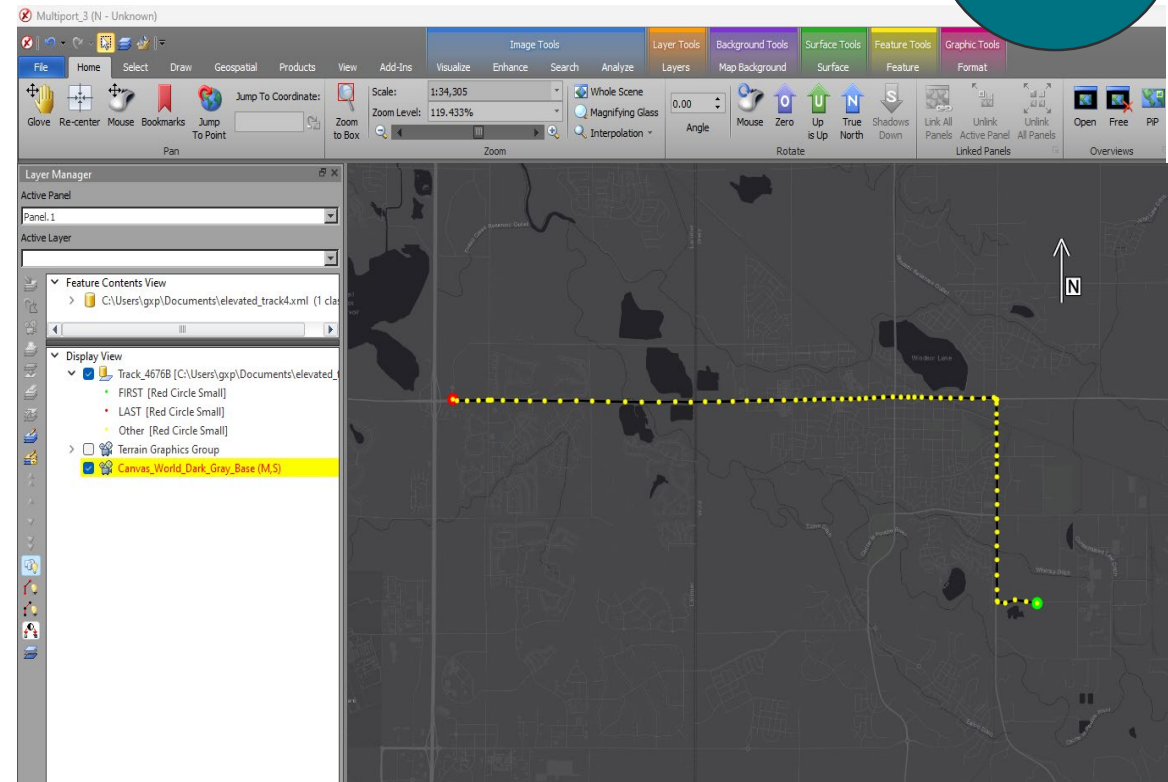 Multiport_3 (N - Unknown)
Image Tools
Layer Tools
Background Tools
Surface Tools
Feature Tools
Graphic Tools
File
Home
Select
Draw
Geospatial
Products
View
Add-Ins
Visualize
Enhance
Search
Analyze
Layers
Map Background
Surface
Feature
Format
Glove
Re-center
Mouse
Bookmarks
Jump
To Point
Jump To Coordinate:
Pan
Zoom
to Box
Scale:
1:34,305
Zoom Level:
119.433%
Whole Scene
Magnifying Glass
Interpolation
Zoom
0.00
Angle
Mouse
Zero
Up
is Up
True
North
Shadows
Down
Rotate
Link All
Panels
Unlink
Active Panel
Unlink
All Panels
Linked Panels
Open
Free
PiP
Overviews
Layer Manager
Active Panel
Panel.1
Active Layer
Feature Contents View
C:\Users\gxp\Documents\elevated_track4.xml (1 clas
Display View
Track_4676B [C:\Users\gxp\Documents\elevated_t
FIRST [Red Circle Small]
LAST [Red Circle Small]
Other [Red Circle Small]
Terrain Graphics Group
Canvas_World_Dark_Gray_Base (M,S)
N
Windsor Lake